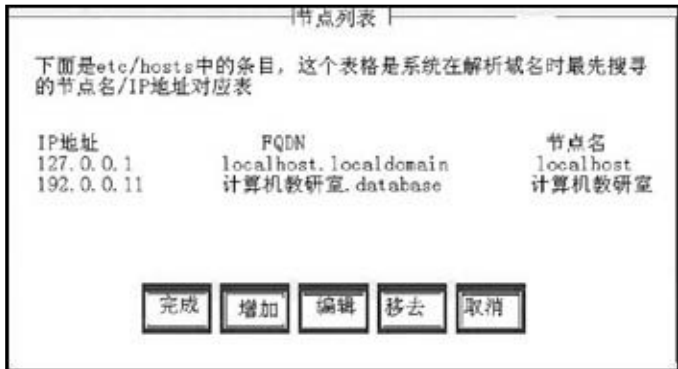 节点列表
下面是etc/hosts中的条目，这个表格是系统在解析域名时最先搜寻
的节点名/IP地址对应表
IP地址 FQDN 节点名
127.0.0.1 localhost.localdomain localhost
192.0.0.11 计算机教研室.database 计算机教研室
完成 增加 编辑 移去 取消